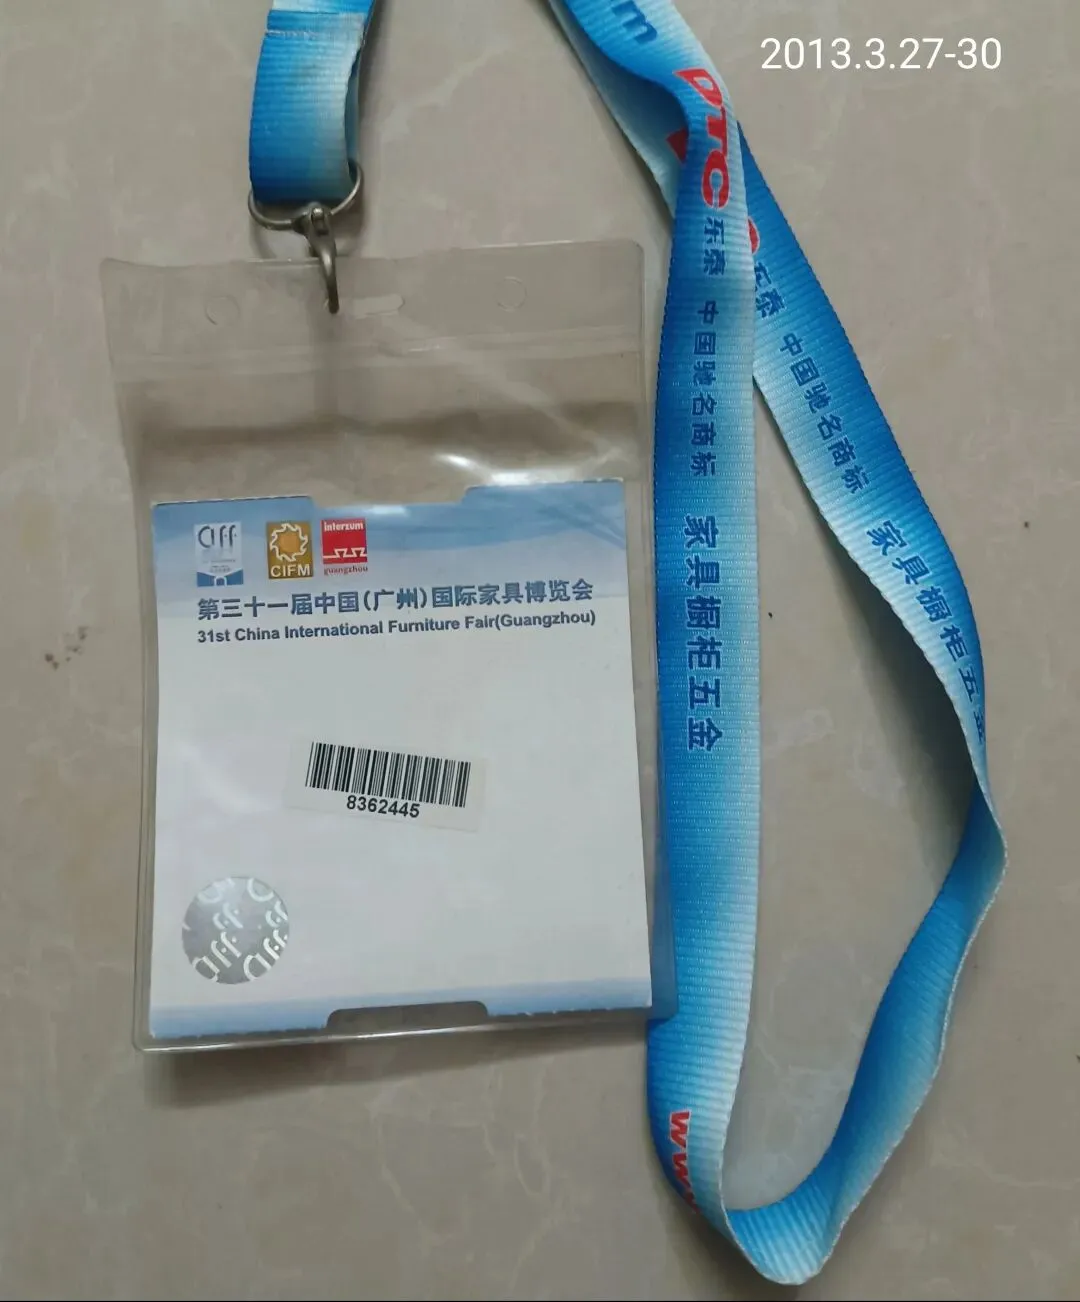 2013.3.27-30
DTC
东泰 中国驰名商标
家具橱柜五金
东泰 中国驰名商标
家具橱柜五金
www
CIFF
CIFM
interzum
guangzhou
第三十一届中国(广州)国际家具博览会
31st China International Furniture Fair(Guangzhou)
8362445